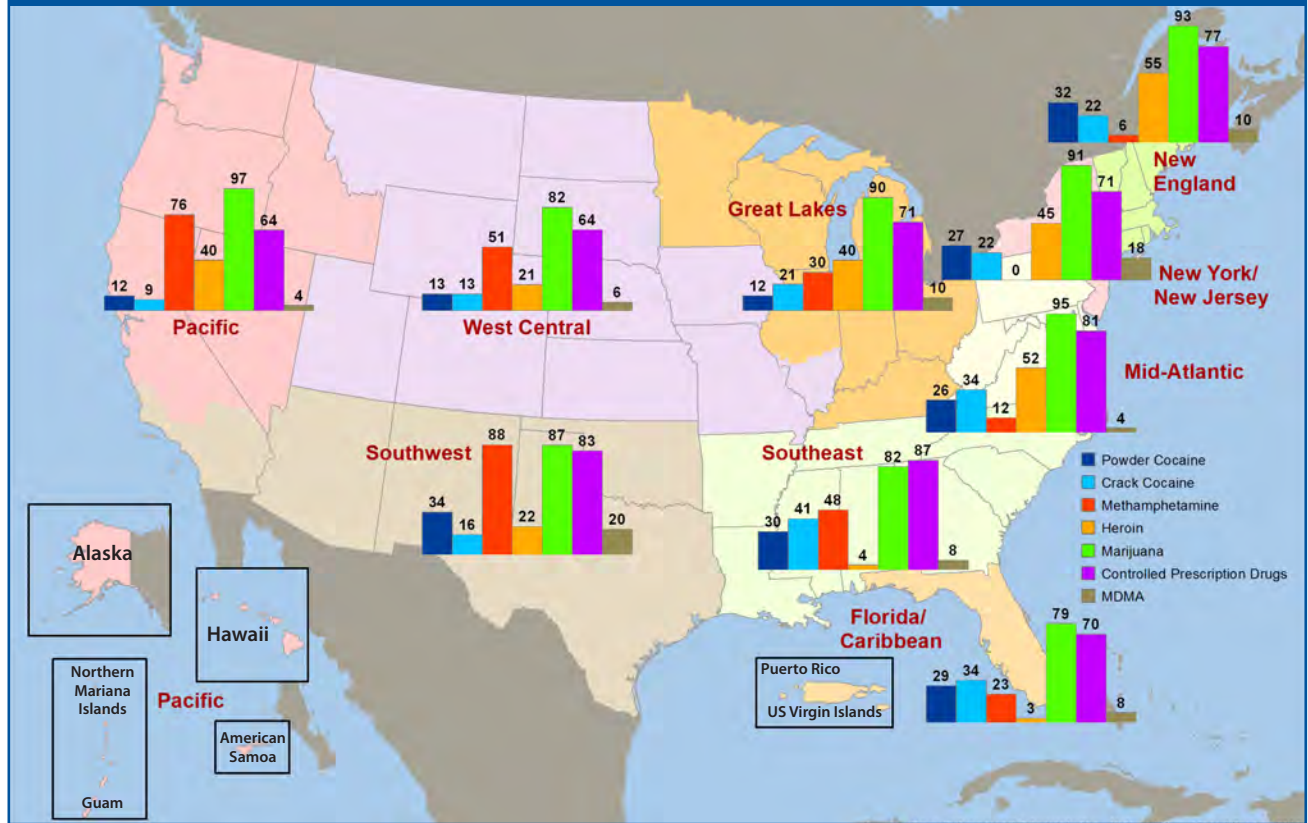 32 22 6 55 93 77 10
New
England
27 22 0 45 91 71 18
New York/
New Jersey
12 21 30 40 90 71 10
Great Lakes
12 9 76 40 97 64 4
Pacific
13 13 51 21 82 64 6
West Central
26 34 12 52 95 81 4
Mid-Atlantic
34 16 88 22 87 83 20
Southwest
30 41 48 4 82 87 8
Southeast
Powder Cocaine
Crack Cocaine
Methamphetamine
Heroin
Marijuana
Controlled Prescription Drugs
MDMA
29 34 23 3 79 70 8
Florida/
Caribbean
Alaska
Hawaii
Northern
Mariana
Islands
Guam
Pacific
American
Samoa
Puerto Rico
US Virgin Islands